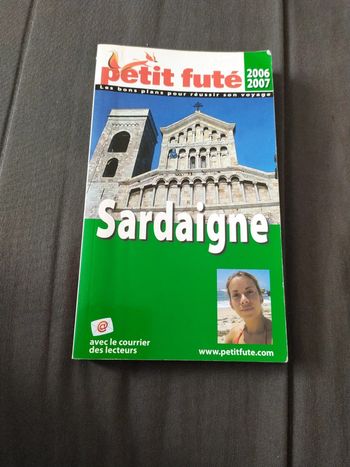 petit futé
2006
2007
Les bons plans pour réussir son voyage
Sardaigne
@
avec le courrier
des lecteurs
www.petitfute.com